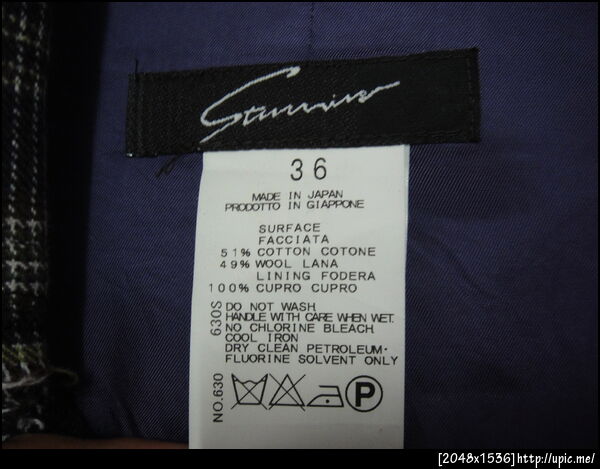 Stunning
36
MADE IN JAPAN
PRODOTTO IN GIAPPONE
SURFACE
FACCIATA
51% COTTON COTONE
49% WOOL LANA
LINING FODERA
100% CUPRO CUPRO
DO NOT WASH
HANDLE WITH CARE WHEN WET.
NO CHLORINE BLEACH
COOL IRON
DRY CLEAN PETROLEUM·
FLUORINE SOLVENT ONLY
NO.630 630S
P
[2048x1536]http://upic.me/